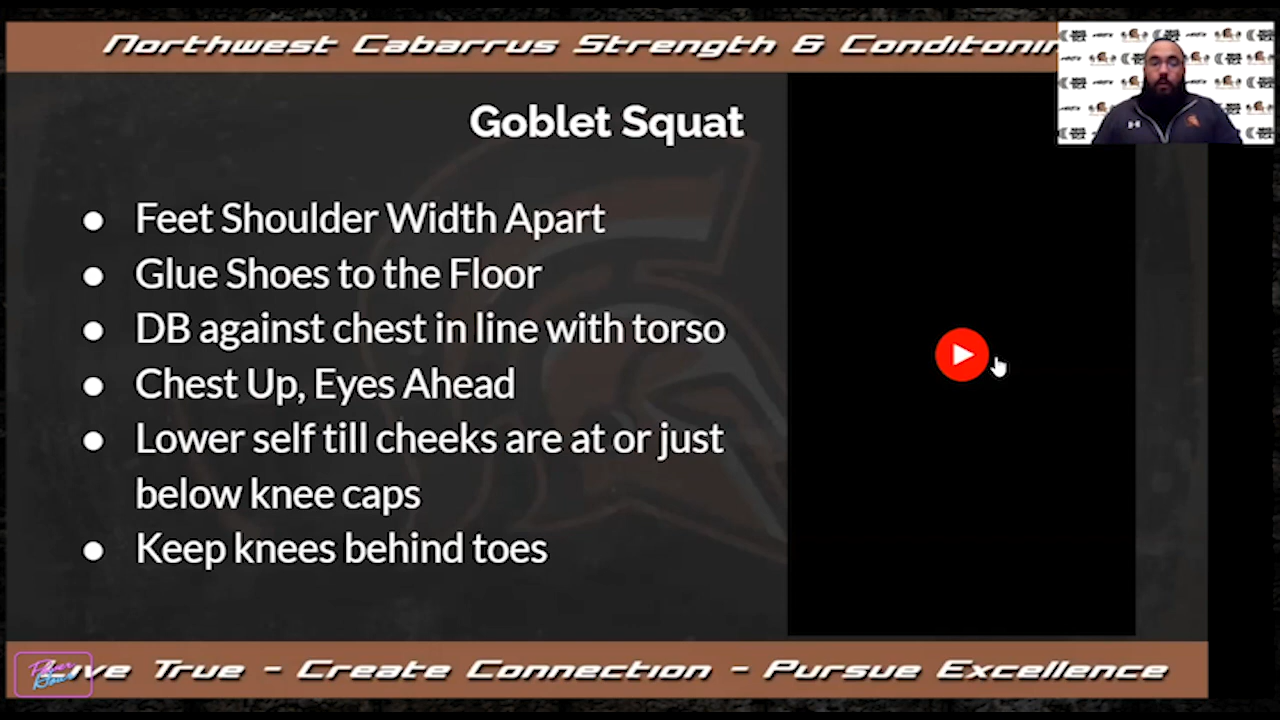 Northwest Cabarrus Strength & Conditonin
Goblet Squat
● Feet Shoulder Width Apart
● Glue Shoes to the Floor
● DB against chest in line with torso
● Chest Up, Eyes Ahead
● Lower self till cheeks are at or just
below knee caps
● Keep knees behind toes
True - Create Connection - Pursue Excellence